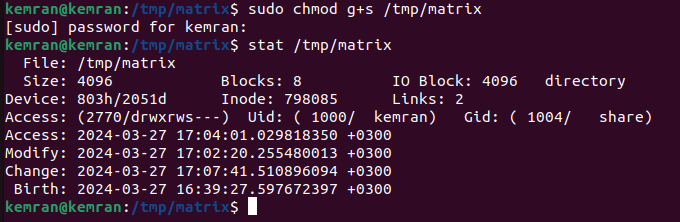 kemran@kemran:/tmp/matrix$ sudo chmod g+s /tmp/matrix
[sudo] password for kemran:
kemran@kemran:/tmp/matrix$ stat /tmp/matrix
  File: /tmp/matrix
  Size: 4096            Blocks: 8          IO Block: 4096   directory
Device: 803h/2051d      Inode: 798085      Links: 2
Access: (2770/drwxrws---)  Uid: ( 1000/  kemran)   Gid: ( 1004/   share)
Access: 2024-03-27 17:04:01.029818350 +0300
Modify: 2024-03-27 17:02:20.255480013 +0300
Change: 2024-03-27 17:07:41.510896094 +0300
 Birth: 2024-03-27 16:39:27.597672397 +0300
kemran@kemran:/tmp/matrix$